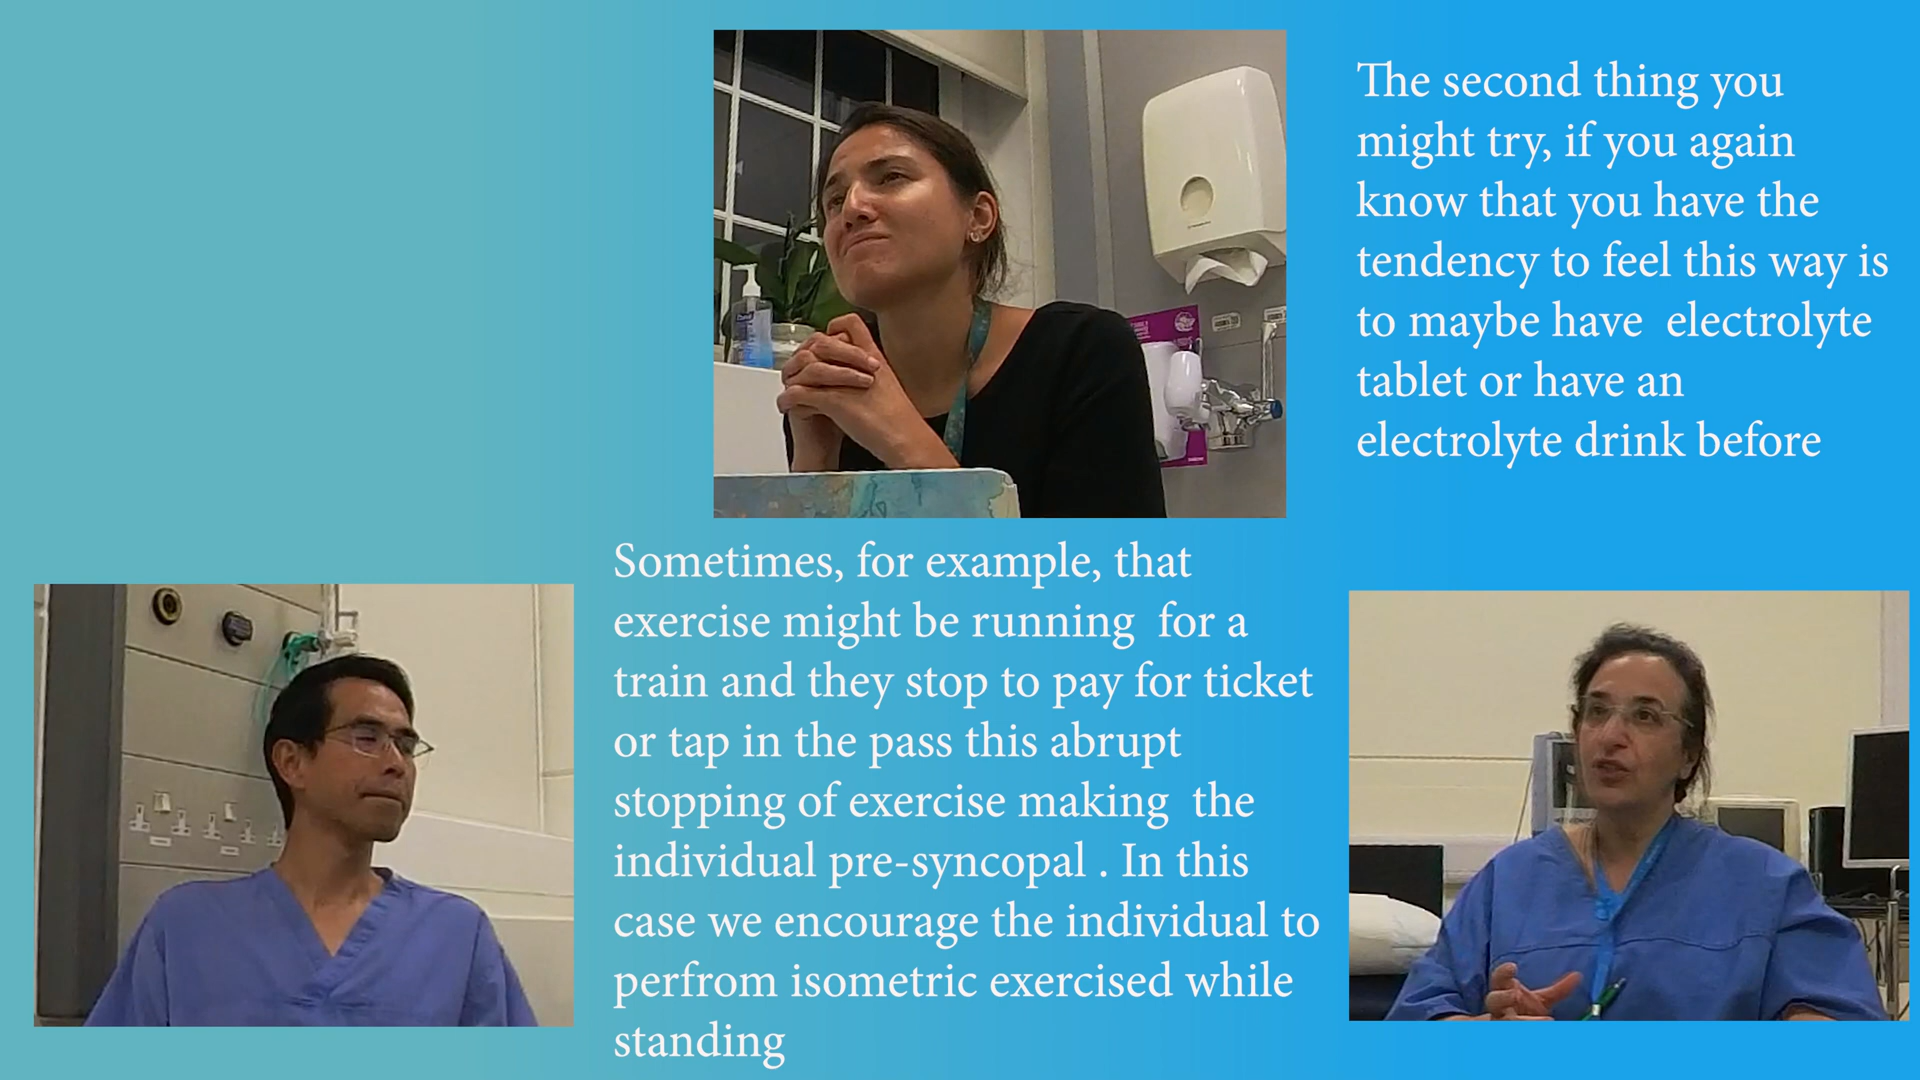 The second thing you
might try, if you again
know that you have the
tendency to feel this way is
to maybe have  electrolyte
tablet or have an
electrolyte drink before
Sometimes, for example, that
exercise might be running  for a
train and they stop to pay for ticket
or tap in the pass this abrupt
stopping of exercise making  the
individual pre-syncopal . In this
case we encourage the individual to
perfrom isometric exercised while
standing